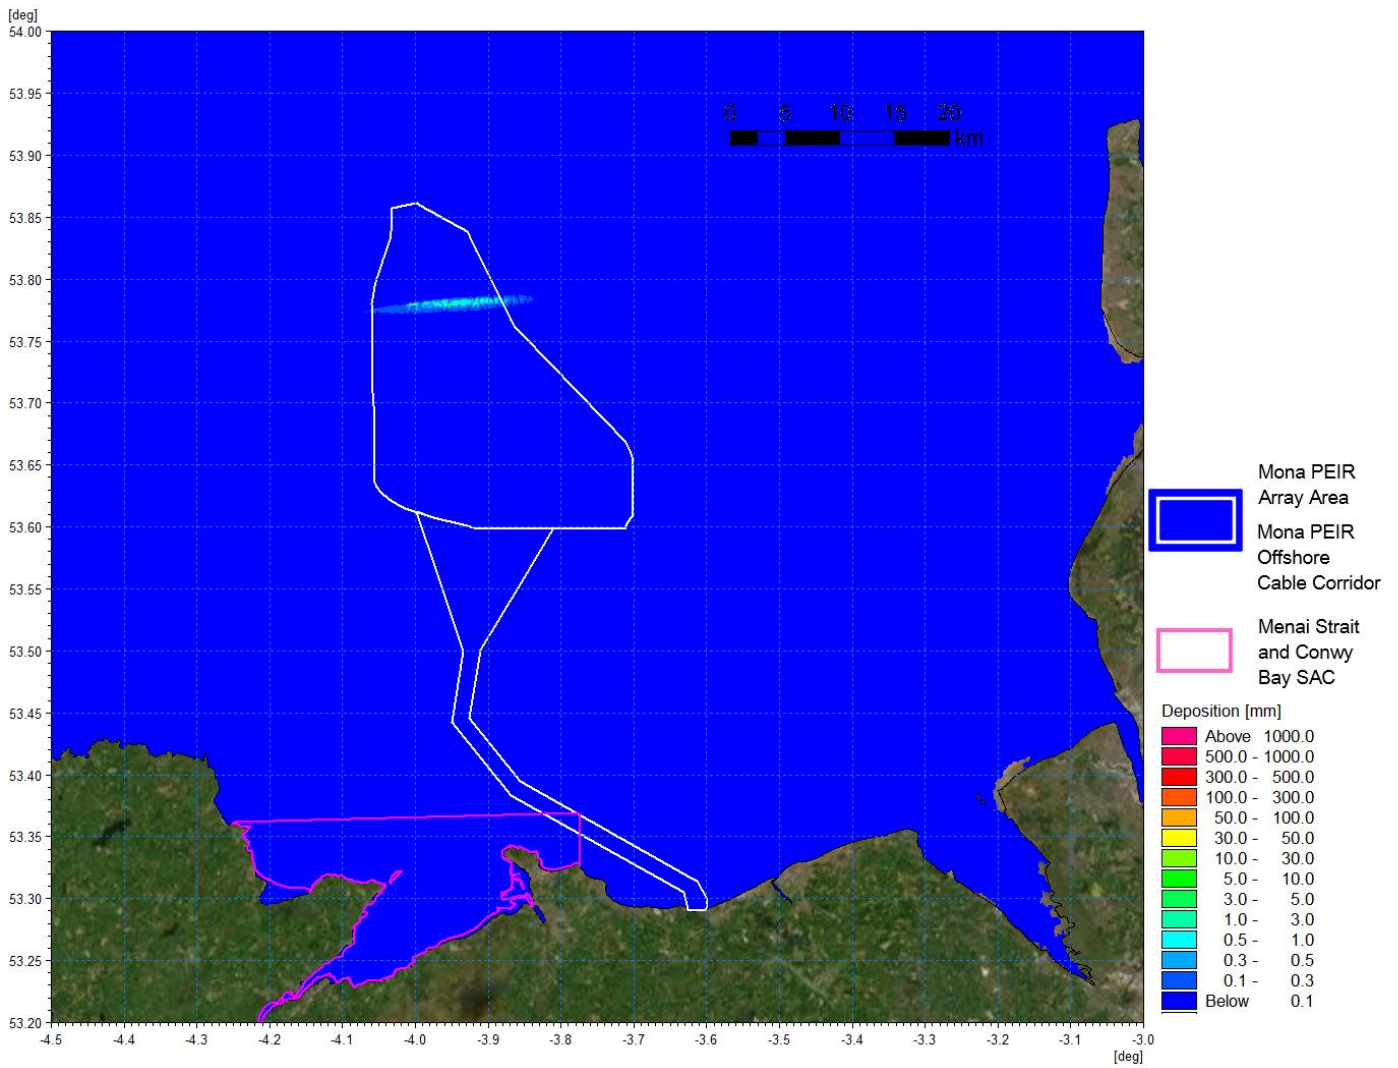 [deg]
54.00
53.95
53.90
53.85
53.80
53.75
53.70
53.65
53.60
53.55
53.50
53.45
53.40
53.35
53.30
53.25
53.20
0 5 10 15 20
km
-4.5 -4.4 -4.3 -4.2 -4.1 -4.0 -3.9 -3.8 -3.7 -3.6 -3.5 -3.4 -3.3 -3.2 -3.1 -3.0
[deg]
Mona PEIR
Array Area
Mona PEIR
Offshore
Cable Corridor
Menai Strait
and Conwy
Bay SAC
Deposition [mm]
Above 1000.0
500.0 - 1000.0
300.0 - 500.0
100.0 - 300.0
50.0 - 100.0
30.0 - 50.0
10.0 - 30.0
5.0 - 10.0
3.0 - 5.0
1.0 - 3.0
0.5 - 1.0
0.3 - 0.5
0.1 - 0.3
Below 0.1